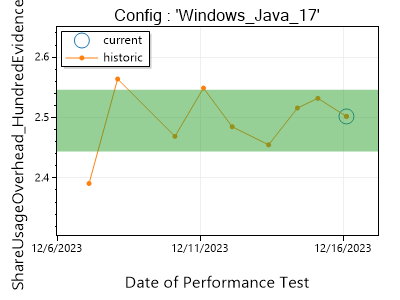 Config : 'Windows_Java_17'
current
historic
ShareUsageOverhead_HundredEvidence
2.6
2.5
2.4
12/6/2023
12/11/2023
12/16/2023
Date of Performance Test